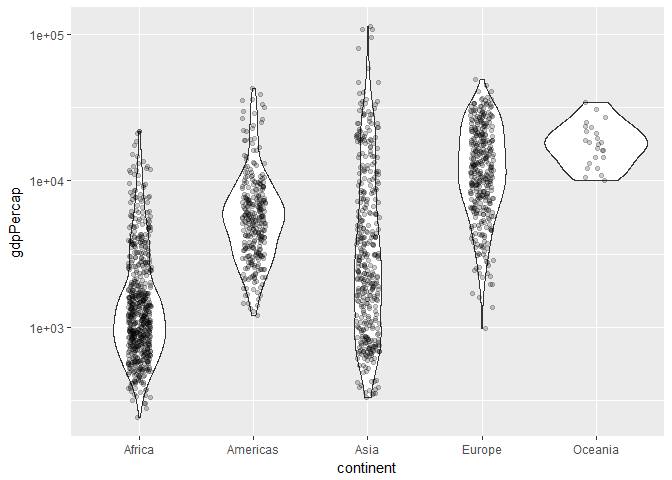 1e+05
1e+04
1e+03
gdpPercap
Africa
Americas
Asia
Europe
Oceania
continent